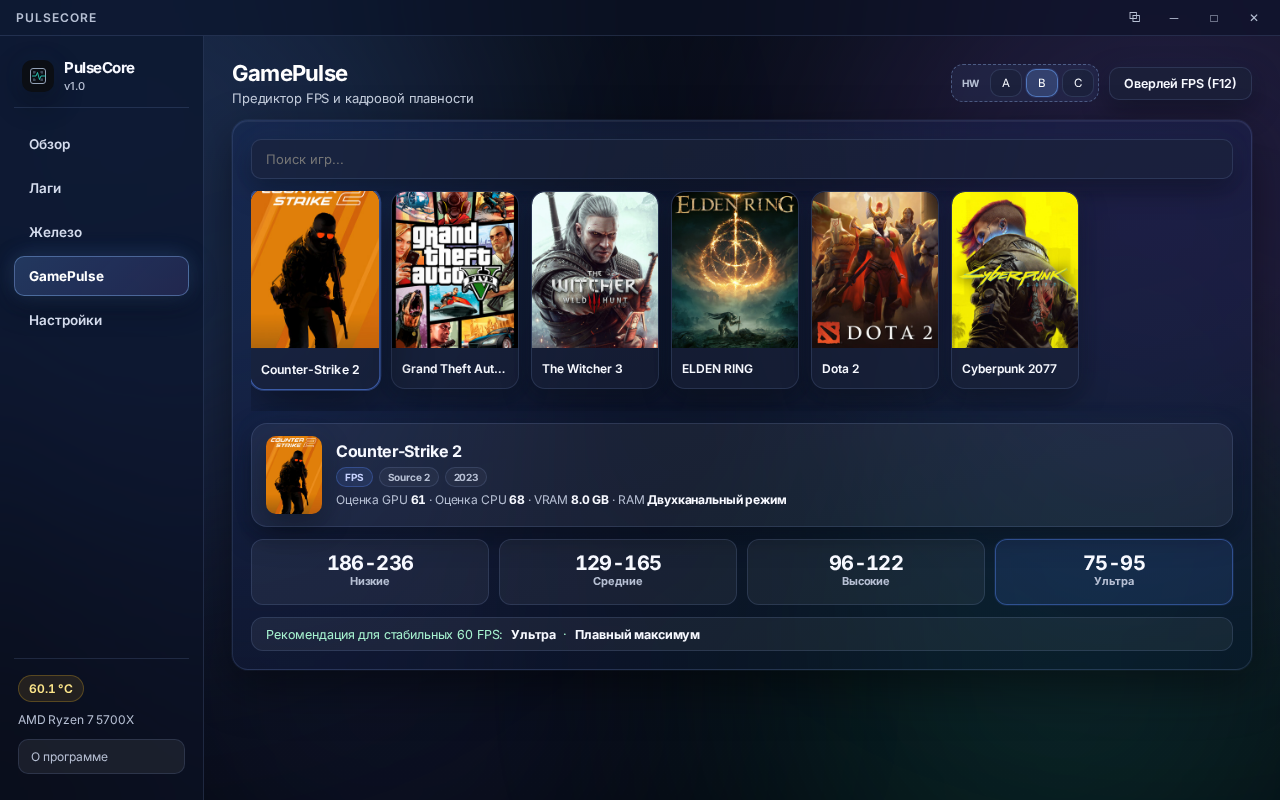 PULSECORE
PulseCore
v1.0
Обзор
Лаги
Железо
GamePulse
Настройки
60.1 °C
AMD Ryzen 7 5700X
О программе
GamePulse
Предиктор FPS и кадровой плавности
HW A B C
Оверлей FPS (F12)
Поиск игр...
COUNTER
STRIKE 2
grand
theft
auto
FIVE
THE
WITCHER
WILD HUNT
ELDEN RING
DOTA 2
Cyberpunk
Counter-Strike 2
Grand Theft Aut...
The Witcher 3
ELDEN RING
Dota 2
Cyberpunk 2077
COUNTER
STRIKE 2
Counter-Strike 2
FPS Source 2 2023
Оценка GPU 61 · Оценка CPU 68 · VRAM 8.0 GB · RAM Двухканальный режим
186-236
Низкие
129-165
Средние
96-122
Высокие
75-95
Ультра
Рекомендация для стабильных 60 FPS: Ультра · Плавный максимум